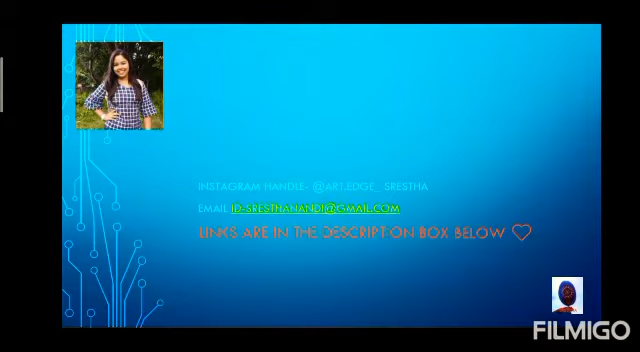 INSTAGRAM HANDLE- @ART.EDGE_ SRESTHA
EMAIL ID-SRESTHANANDI@GMAIL.COM
LINKS ARE IN THE DESCRIPTION BOX BELOW ♡
FILMIGO